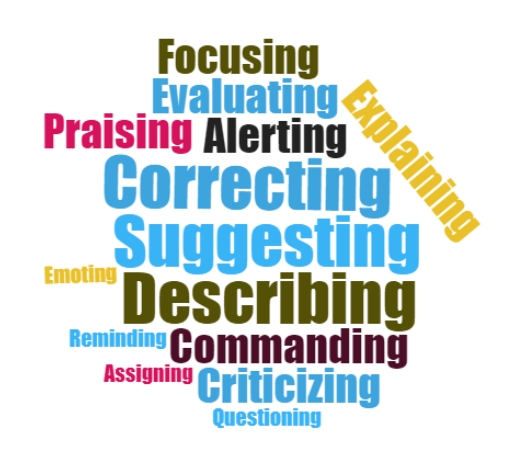 Focusing
Evaluating
Explaining
Praising Alerting
Correcting
Suggesting
Emoting
Describing
Reminding
Commanding
Assigning
Criticizing
Questioning